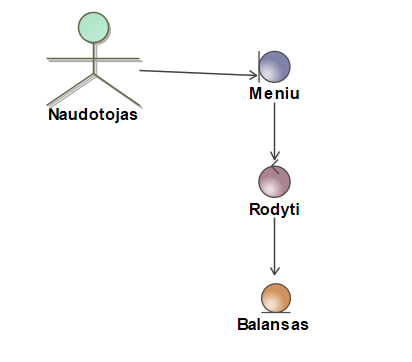 Meniu
Naudotojas
Rodyti
Balansas